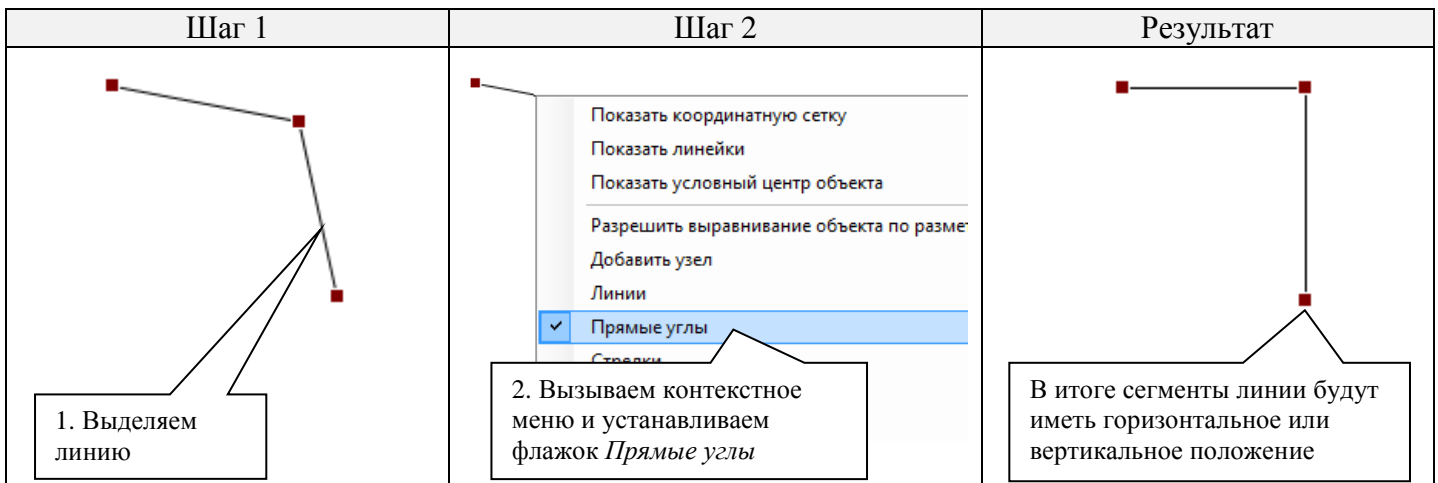 Шаг 1
Шаг 2
Результат
1. Выделяем
линию
Показать координатную сетку
Показать линейки
Показать условный центр объекта
Разрешить выравнивание объекта по разме
Добавить узел
Линии
Прямые углы
Стрелки
2. Вызываем контекстное
меню и устанавливаем
флажок Прямые углы
В итоге сегменты линии будут
иметь горизонтальное или
вертикальное положение